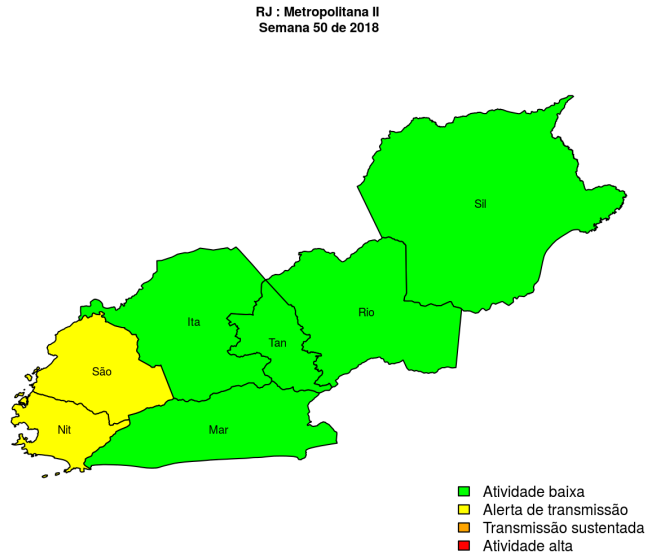 RJ : Metropolitana II
Semana 50 de 2018
Sil
Rio
Ita
Tan
São
Nit
Mar
Atividade baixa
Alerta de transmissão
Transmissão sustentada
Atividade alta